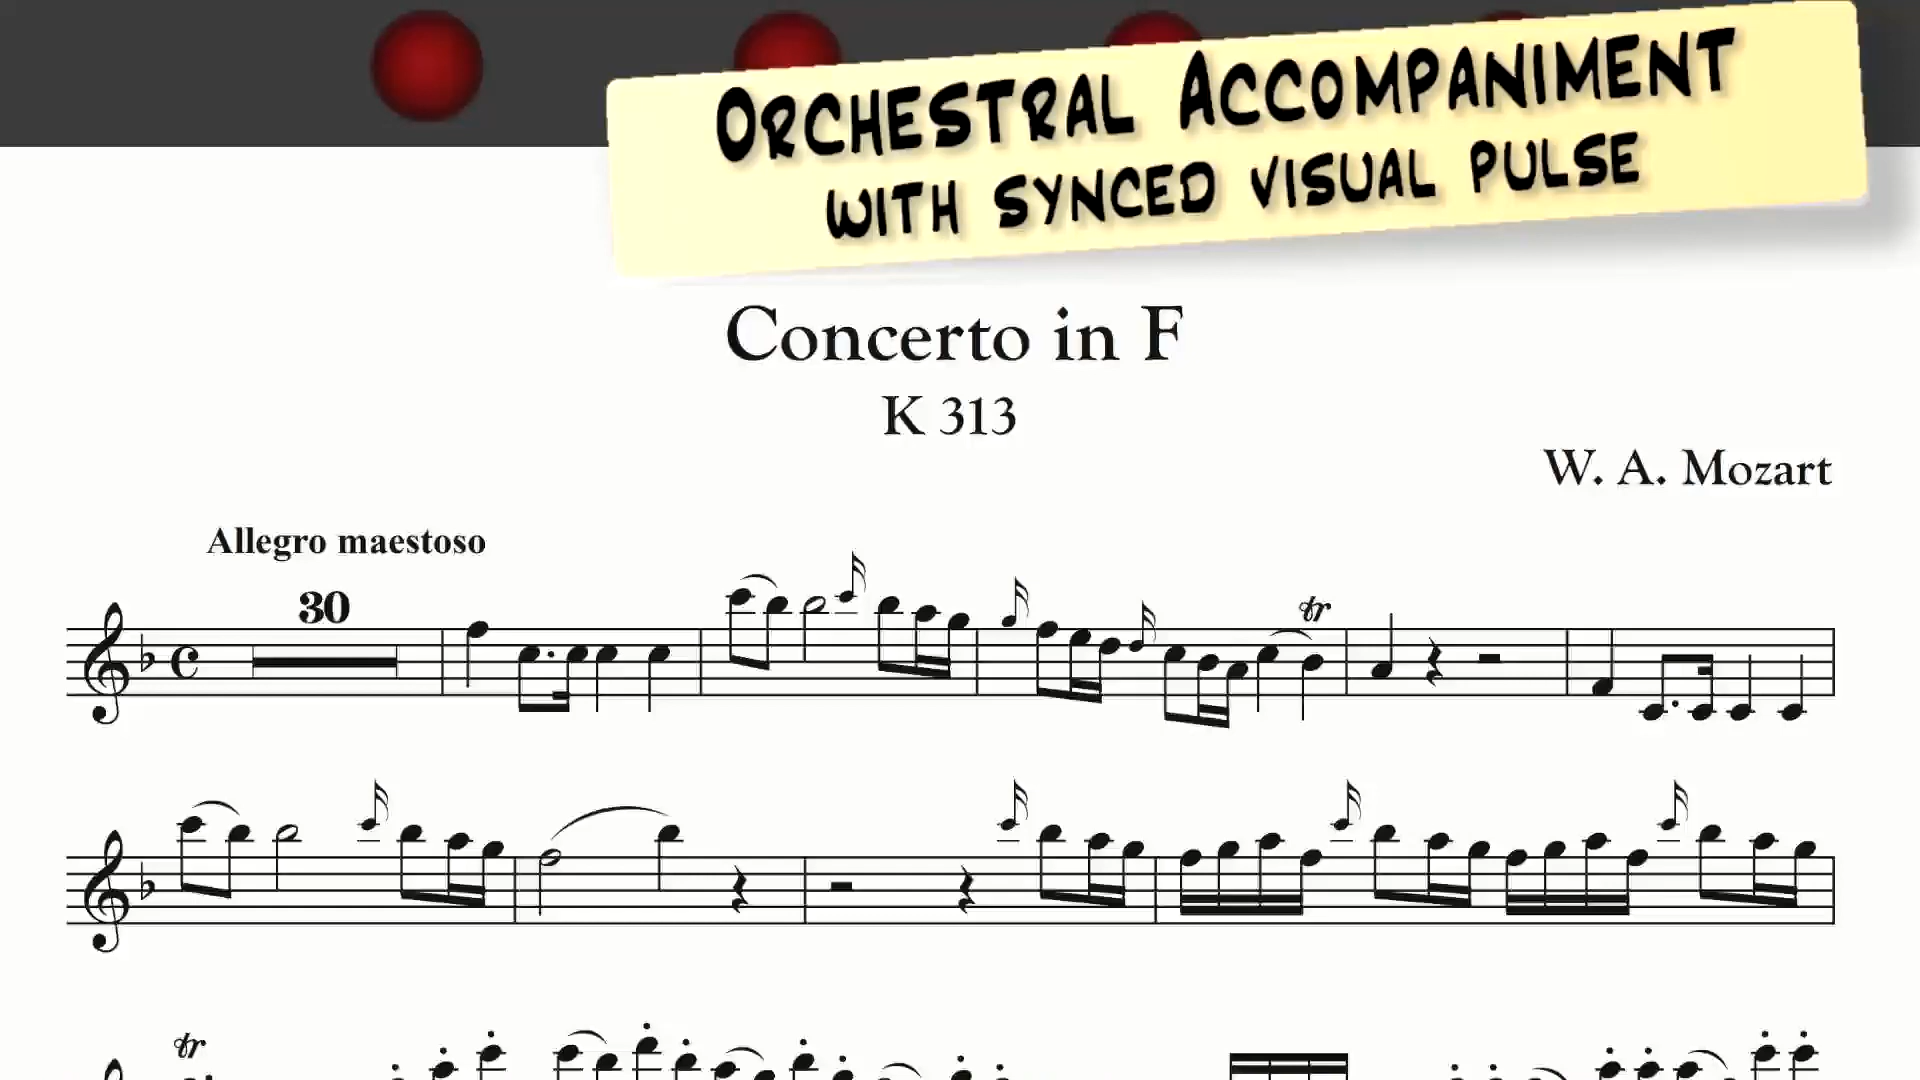 ORCHESTRAL ACCOMPANIMENT
WITH SYNCED VISUAL PULSE
Concerto in F
K 313
W. A. Mozart
Allegro maestoso
30
tr
tr